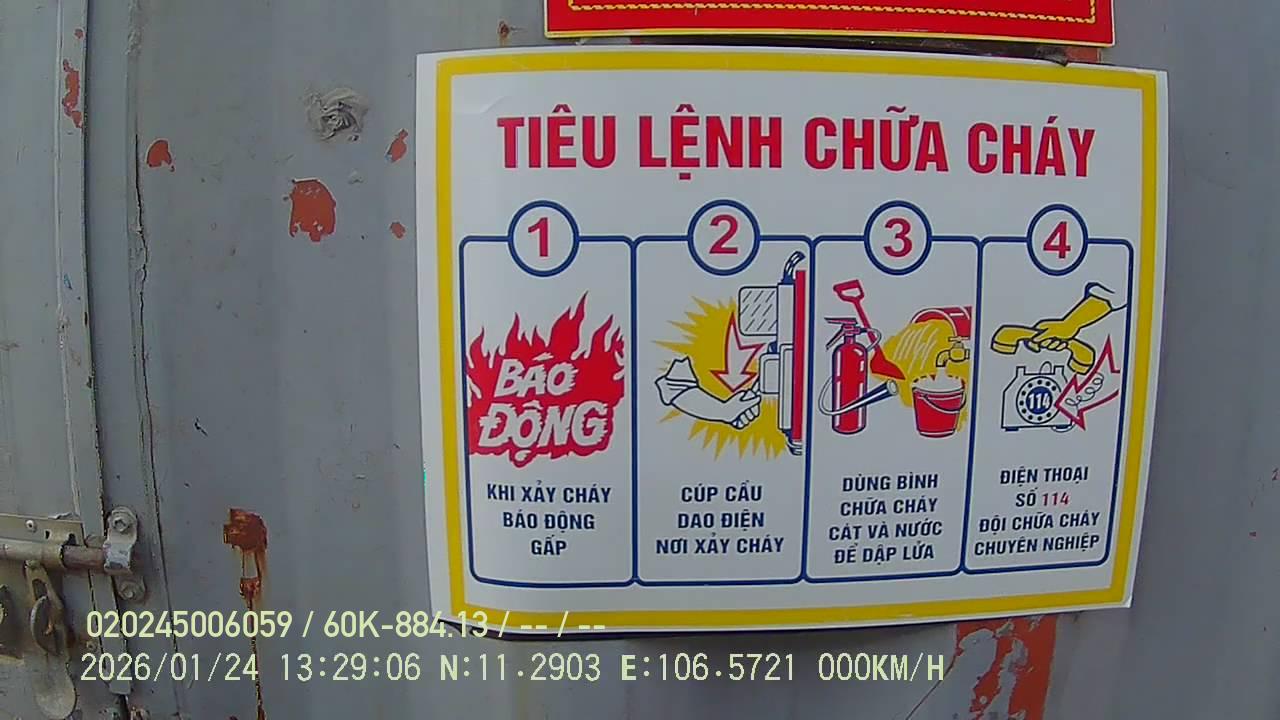 TIÊU LỆNH CHỮA CHÁY
1
2
3
4
BÁO
ĐỘNG
114
KHI XẢY CHÁY
BÁO ĐỘNG
GẤP
CÚP CẦU
DAO ĐIỆN
NƠI XẢY CHÁY
DÙNG BÌNH
CHỮA CHÁY
CÁT VÀ NƯỚC
ĐỂ DẬP LỬA
ĐIỆN THOẠI
SỐ 114
ĐỘI CHỮA CHÁY
CHUYÊN NGHIỆP
020245006059 / 60K-884.13 / -- / --
2026/01/24 13:29:06 N:11.2903 E:106.5721 000KM/H